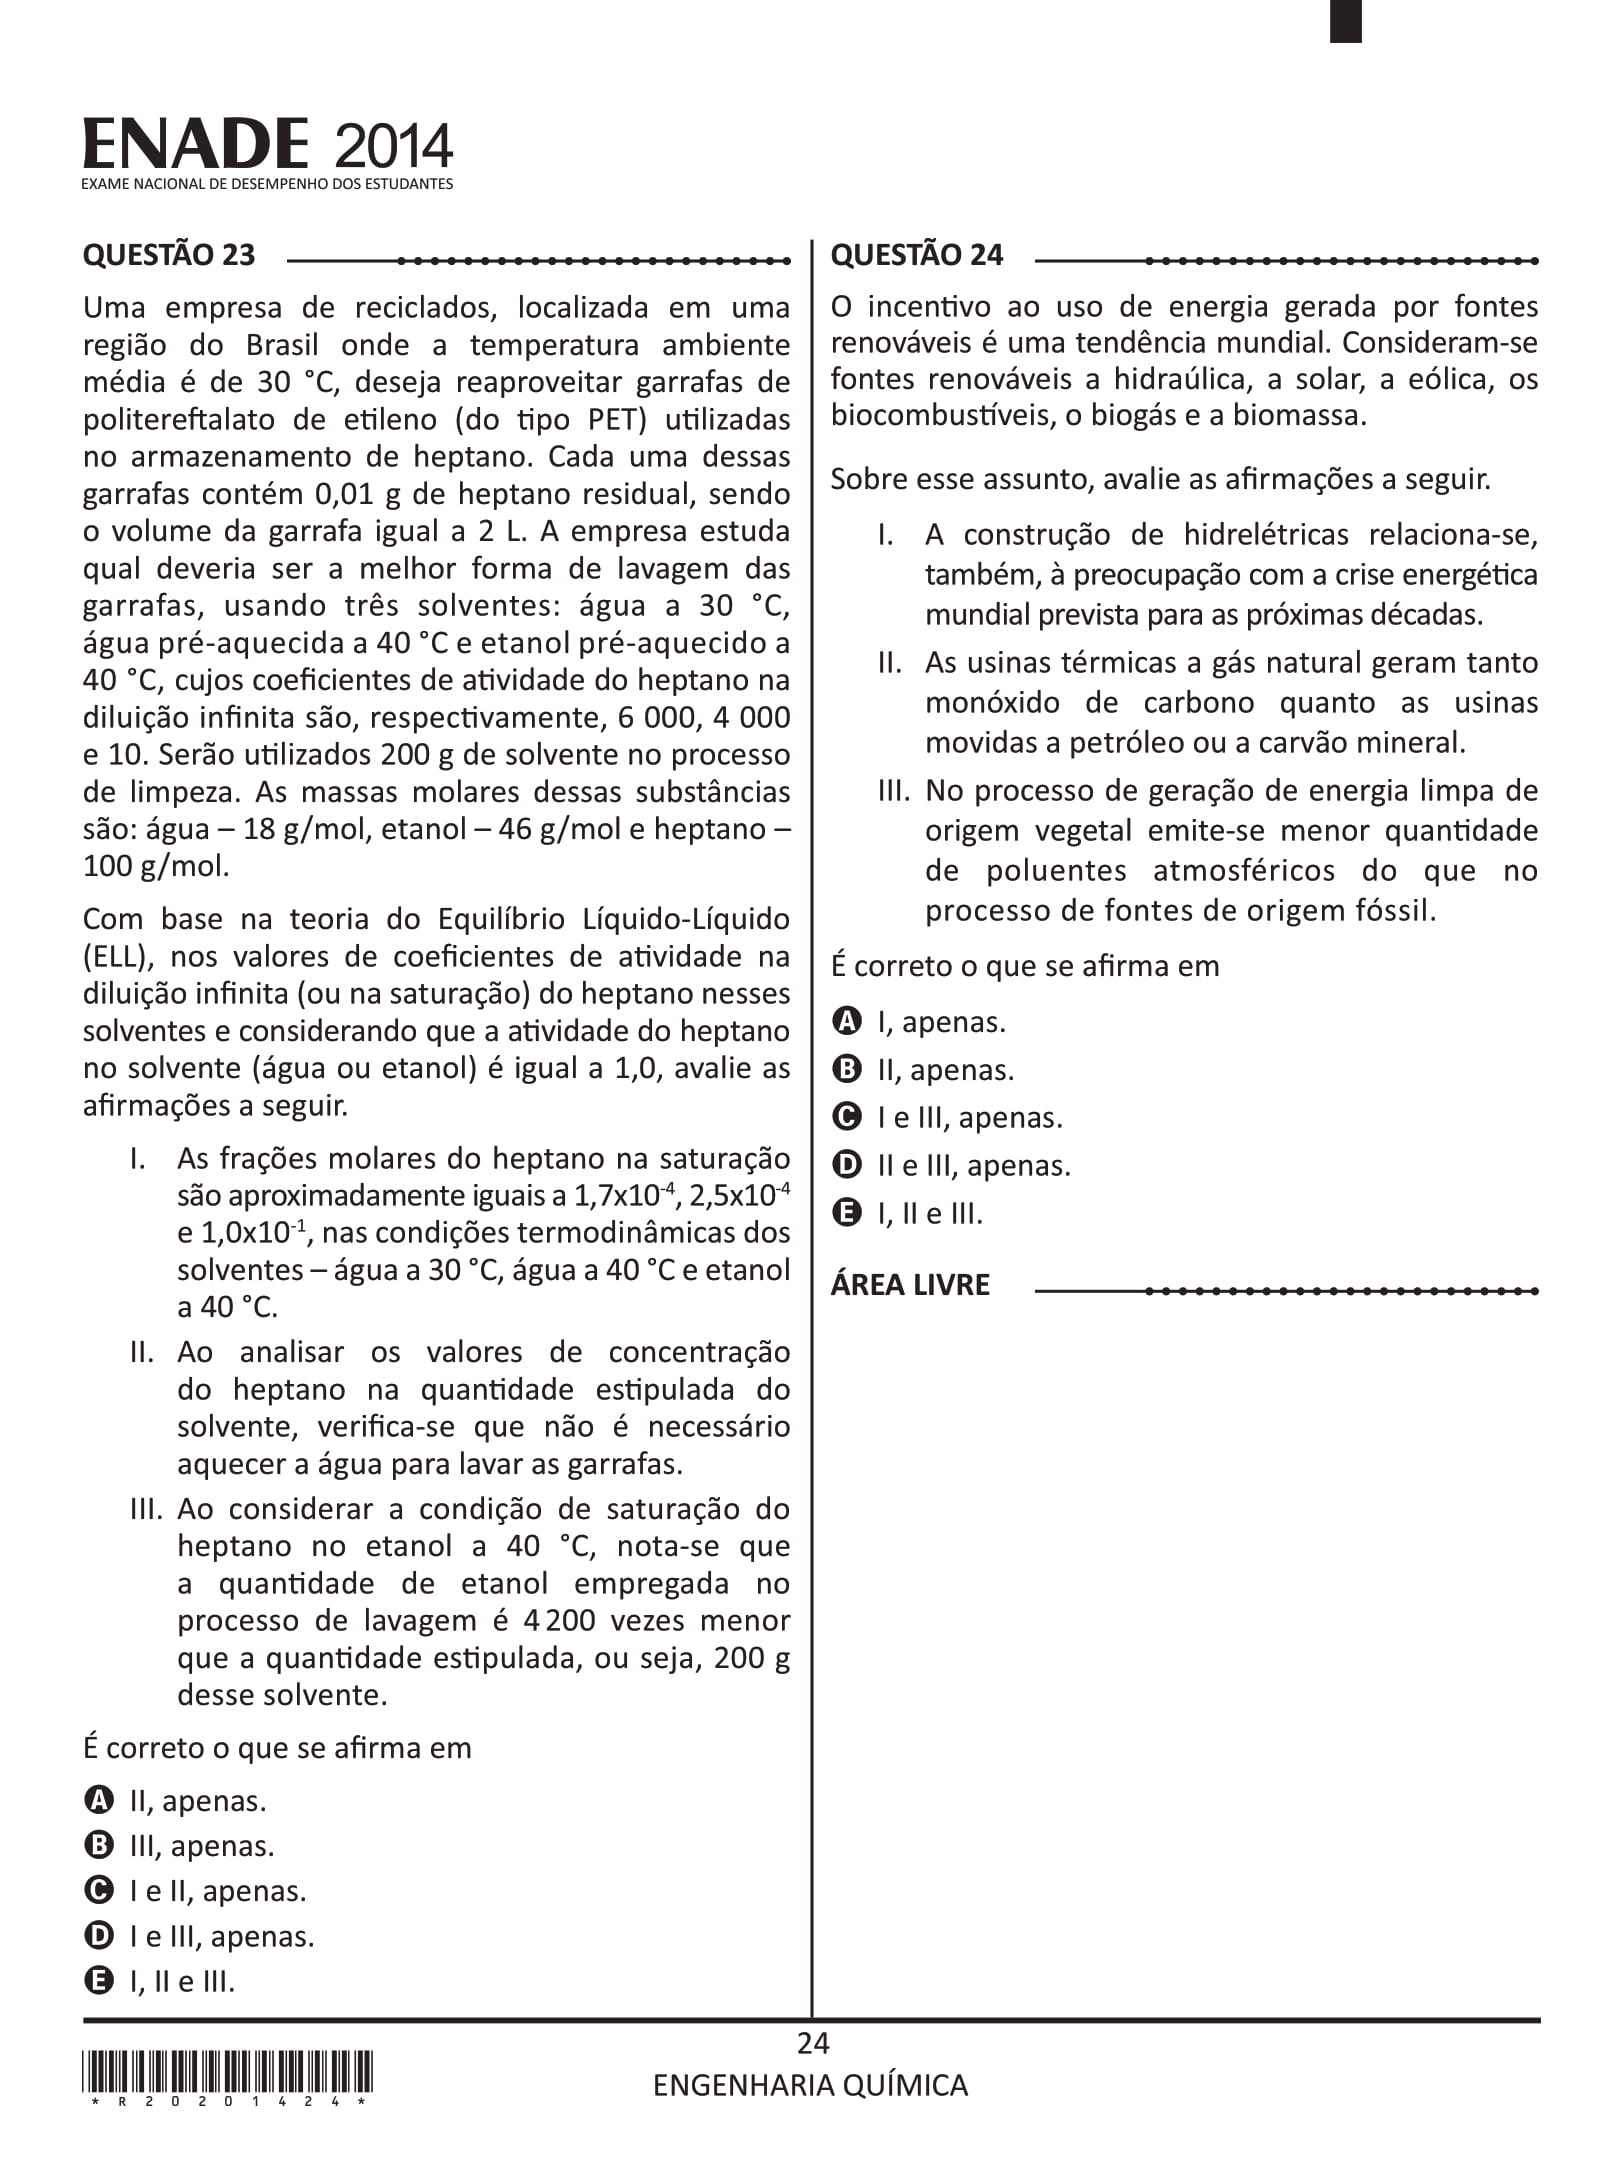 ENADE 2014
EXAME NACIONAL DE DESEMPENHO DOS ESTUDANTES
QUESTÃO 23
Uma empresa de reciclados, localizada em uma
região do Brasil onde a temperatura ambiente
média é de 30 °C, deseja reaproveitar garrafas de
politereftalato de etileno (do tipo PET) utilizadas
no armazenamento de heptano. Cada uma dessas
garrafas contém 0,01 g de heptano residual, sendo
o volume da garrafa igual a 2 L. A empresa estuda
qual deveria ser a melhor forma de lavagem das
garrafas, usando três solventes: água a 30 °C,
água pré-aquecida a 40 °C e etanol pré-aquecido a
40 °C, cujos coeficientes de atividade do heptano na
diluição infinita são, respectivamente, 6 000, 4 000
e 10. Serão utilizados 200 g de solvente no processo
de limpeza. As massas molares dessas substâncias
são: água – 18 g/mol, etanol – 46 g/mol e heptano –
100 g/mol.
Com base na teoria do Equilíbrio Líquido-Líquido
(ELL), nos valores de coeficientes de atividade na
diluição infinita (ou na saturação) do heptano nesses
solventes e considerando que a atividade do heptano
no solvente (água ou etanol) é igual a 1,0, avalie as
afirmações a seguir.
I. As frações molares do heptano na saturação
são aproximadamente iguais a 1,7x10⁻⁴, 2,5x10⁻⁴
e 1,0x10⁻¹, nas condições termodinâmicas dos
solventes – água a 30 °C, água a 40 °C e etanol
a 40 °C.
II. Ao analisar os valores de concentração
do heptano na quantidade estipulada do
solvente, verifica-se que não é necessário
aquecer a água para lavar as garrafas.
III. Ao considerar a condição de saturação do
heptano no etanol a 40 °C, nota-se que
a quantidade de etanol empregada no
processo de lavagem é 4 200 vezes menor
que a quantidade estipulada, ou seja, 200 g
desse solvente.
É correto o que se afirma em
A II, apenas.
B III, apenas.
C I e II, apenas.
D I e III, apenas.
E I, II e III.
QUESTÃO 24
O incentivo ao uso de energia gerada por fontes
renováveis é uma tendência mundial. Consideram-se
fontes renováveis a hidraúlica, a solar, a eólica, os
biocombustíveis, o biogás e a biomassa.
Sobre esse assunto, avalie as afirmações a seguir.
I. A construção de hidrelétricas relaciona-se,
também, à preocupação com a crise energética
mundial prevista para as próximas décadas.
II. As usinas térmicas a gás natural geram tanto
monóxido de carbono quanto as usinas
movidas a petróleo ou a carvão mineral.
III. No processo de geração de energia limpa de
origem vegetal emite-se menor quantidade
de poluentes atmosféricos do que no
processo de fontes de origem fóssil.
É correto o que se afirma em
A I, apenas.
B II, apenas.
C I e III, apenas.
D II e III, apenas.
E I, II e III.
ÁREA LIVRE
24
ENGENHARIA QUÍMICA
*R20201424*